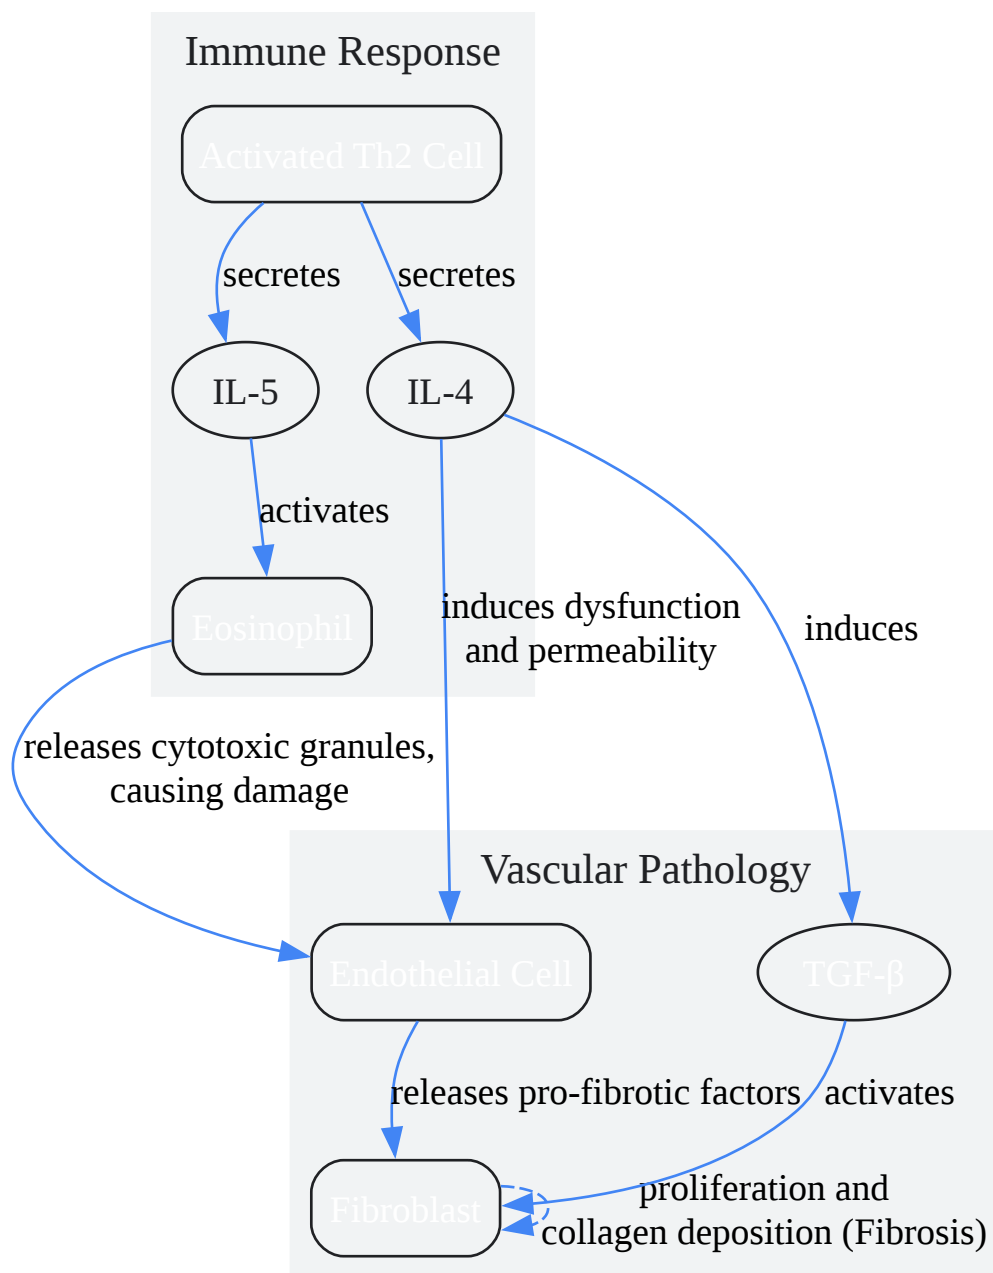 Immune Response
Activated Th2 Cell
secretes
secretes
IL-5
IL-4
activates
induces dysfunction
and permeability
induces
Eosinophil
releases cytotoxic granules,
causing damage
Vascular Pathology
Endothelial Cell
TGF-β
releases pro-fibrotic factors
activates
Fibroblast
proliferation and
collagen deposition (Fibrosis)